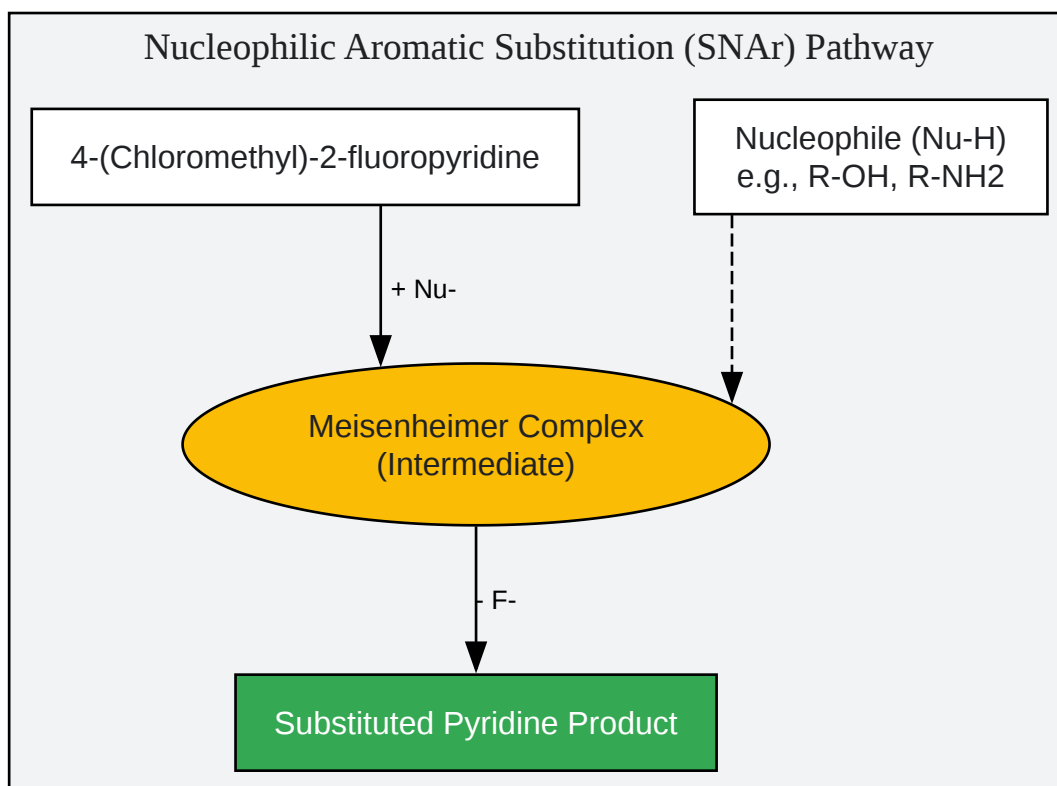 Nucleophilic Aromatic Substitution (SNAr) Pathway
4-(Chloromethyl)-2-fluoropyridine
Nucleophile (Nu-H)
e.g., R-OH, R-NH2
+ Nu-
Meisenheimer Complex
(Intermediate)
- F-
Substituted Pyridine Product